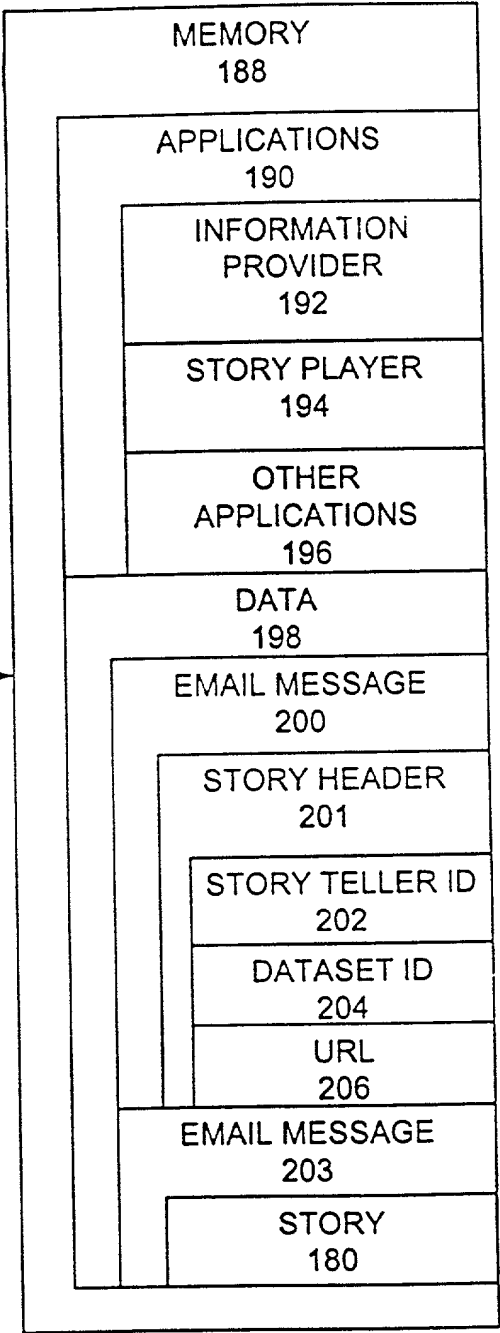 MEMORY
188
APPLICATIONS
190
INFORMATION
PROVIDER
192
STORY PLAYER
194
OTHER
APPLICATIONS
196
DATA
198
EMAIL MESSAGE
200
STORY HEADER
201
STORY TELLER ID
202
DATASET ID
204
URL
206
EMAIL MESSAGE
203
STORY
180